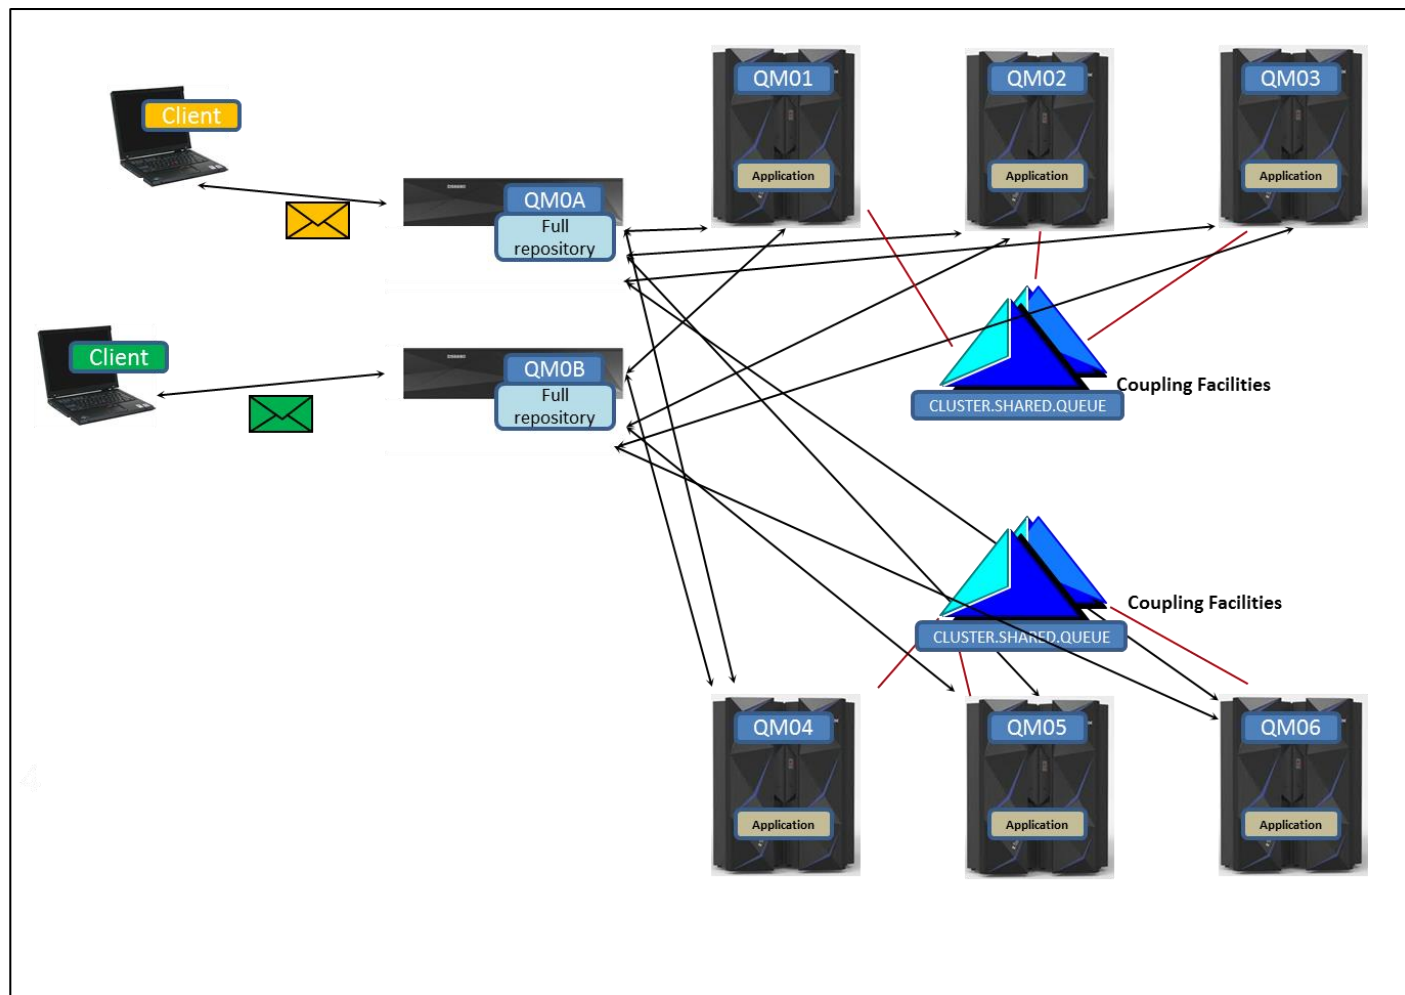 QM01
QM02
QM03
Client
Application
Application
Application
QM0A
Full
repository
Client
QM0B
Full
repository
Coupling Facilities
CLUSTER.SHARED.QUEUE
Coupling Facilities
CLUSTER.SHARED.QUEUE
QM04
QM05
QM06
4
Application
Application
Application